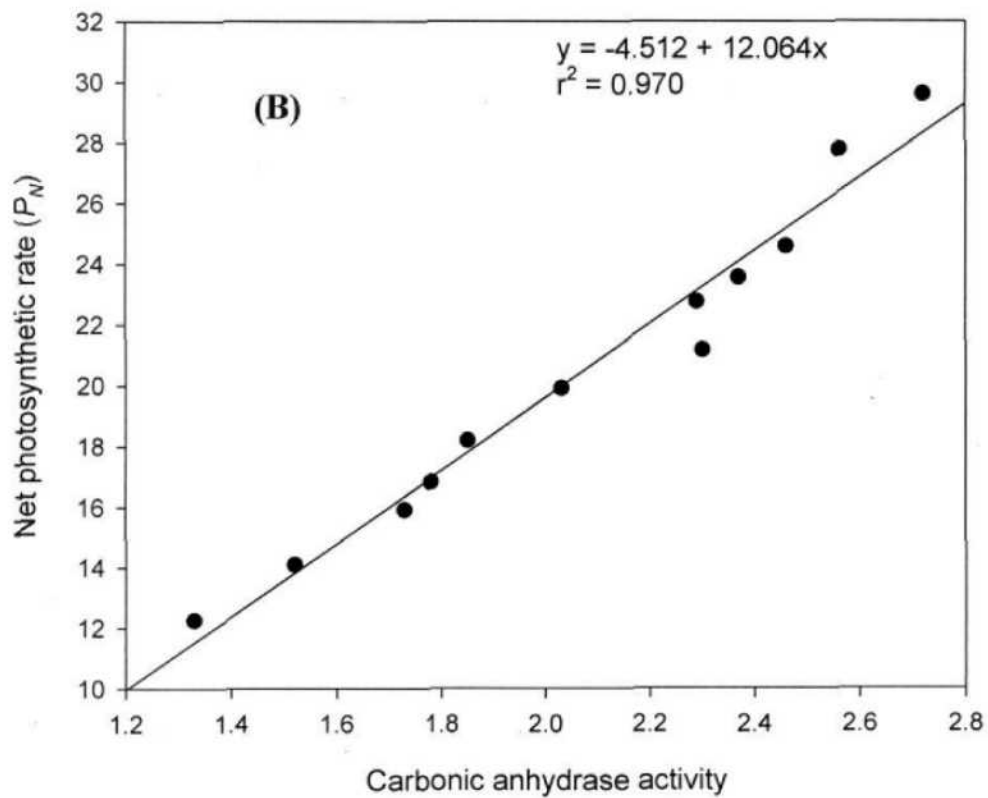 y = -4.512 + 12.064x
r² = 0.970
(B)
Net photosynthetic rate (P_N)
32
30
28
26
24
22
20
18
16
14
12
10
1.2 1.4 1.6 1.8 2.0 2.2 2.4 2.6 2.8
Carbonic anhydrase activity